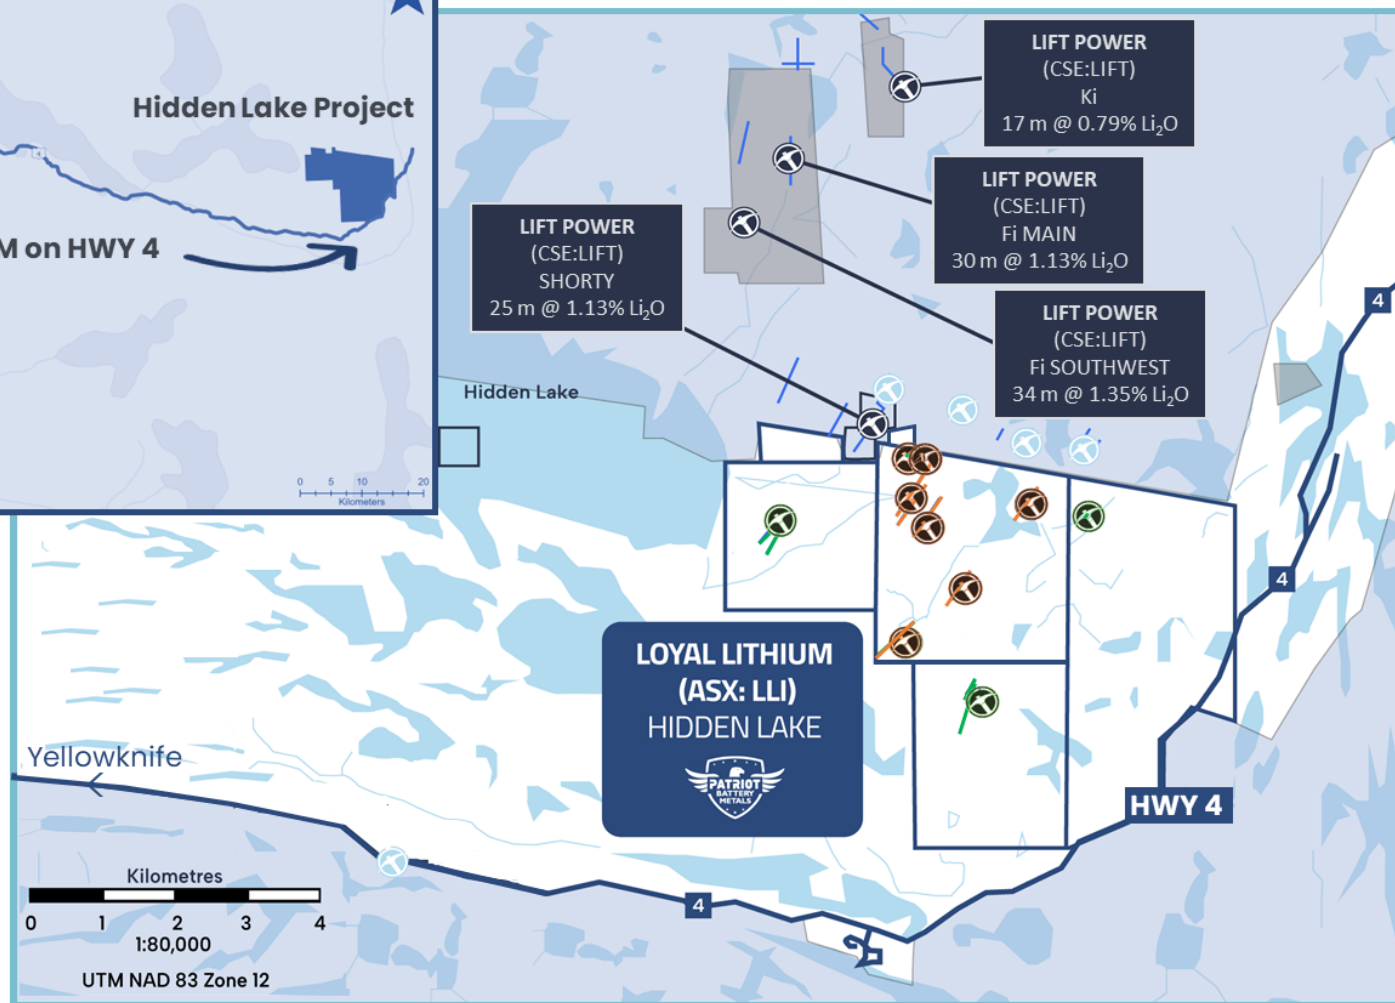 Hidden Lake Project
4
M on HWY 4
0 5 10 20
Kilometers
LIFT POWER
(CSE:LIFT)
Ki
17 m @ 0.79% Li₂O
LIFT POWER
(CSE:LIFT)
Fi MAIN
30 m @ 1.13% Li₂O
LIFT POWER
(CSE:LIFT)
SHORTY
25 m @ 1.13% Li₂O
LIFT POWER
(CSE:LIFT)
Fi SOUTHWEST
34 m @ 1.35% Li₂O
4
Hidden Lake
4
LOYAL LITHIUM
(ASX: LLI)
HIDDEN LAKE
PATRIOT
BATTERY
METALS
Yellowknife
HWY 4
4
Kilometres
0 1 2 3 4
1:80,000
UTM NAD 83 Zone 12